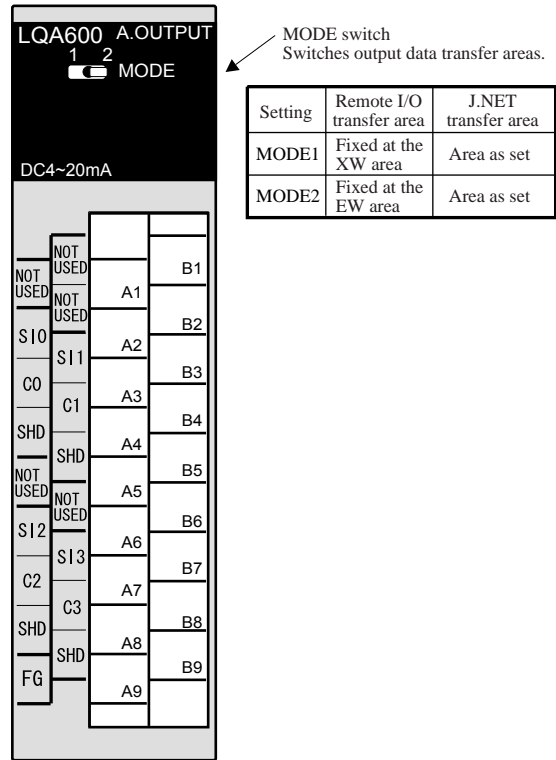 LQA600 A.OUTPUT
1 2
MODE
DC4~20mA
MODE switch
Switches output data transfer areas.
Setting
Remote I/O transfer area
J.NET transfer area
MODE1
Fixed at the XW area
Area as set
MODE2
Fixed at the EW area
Area as set
NOT USED
SI0
C0
SHD
NOT USED
SI2
C2
SHD
FG
NOT USED
NOT USED
SI1
C1
SHD
NOT USED
SI3
C3
SHD
A1
A2
A3
A4
A5
A6
A7
A8
A9
B1
B2
B3
B4
B5
B6
B7
B8
B9